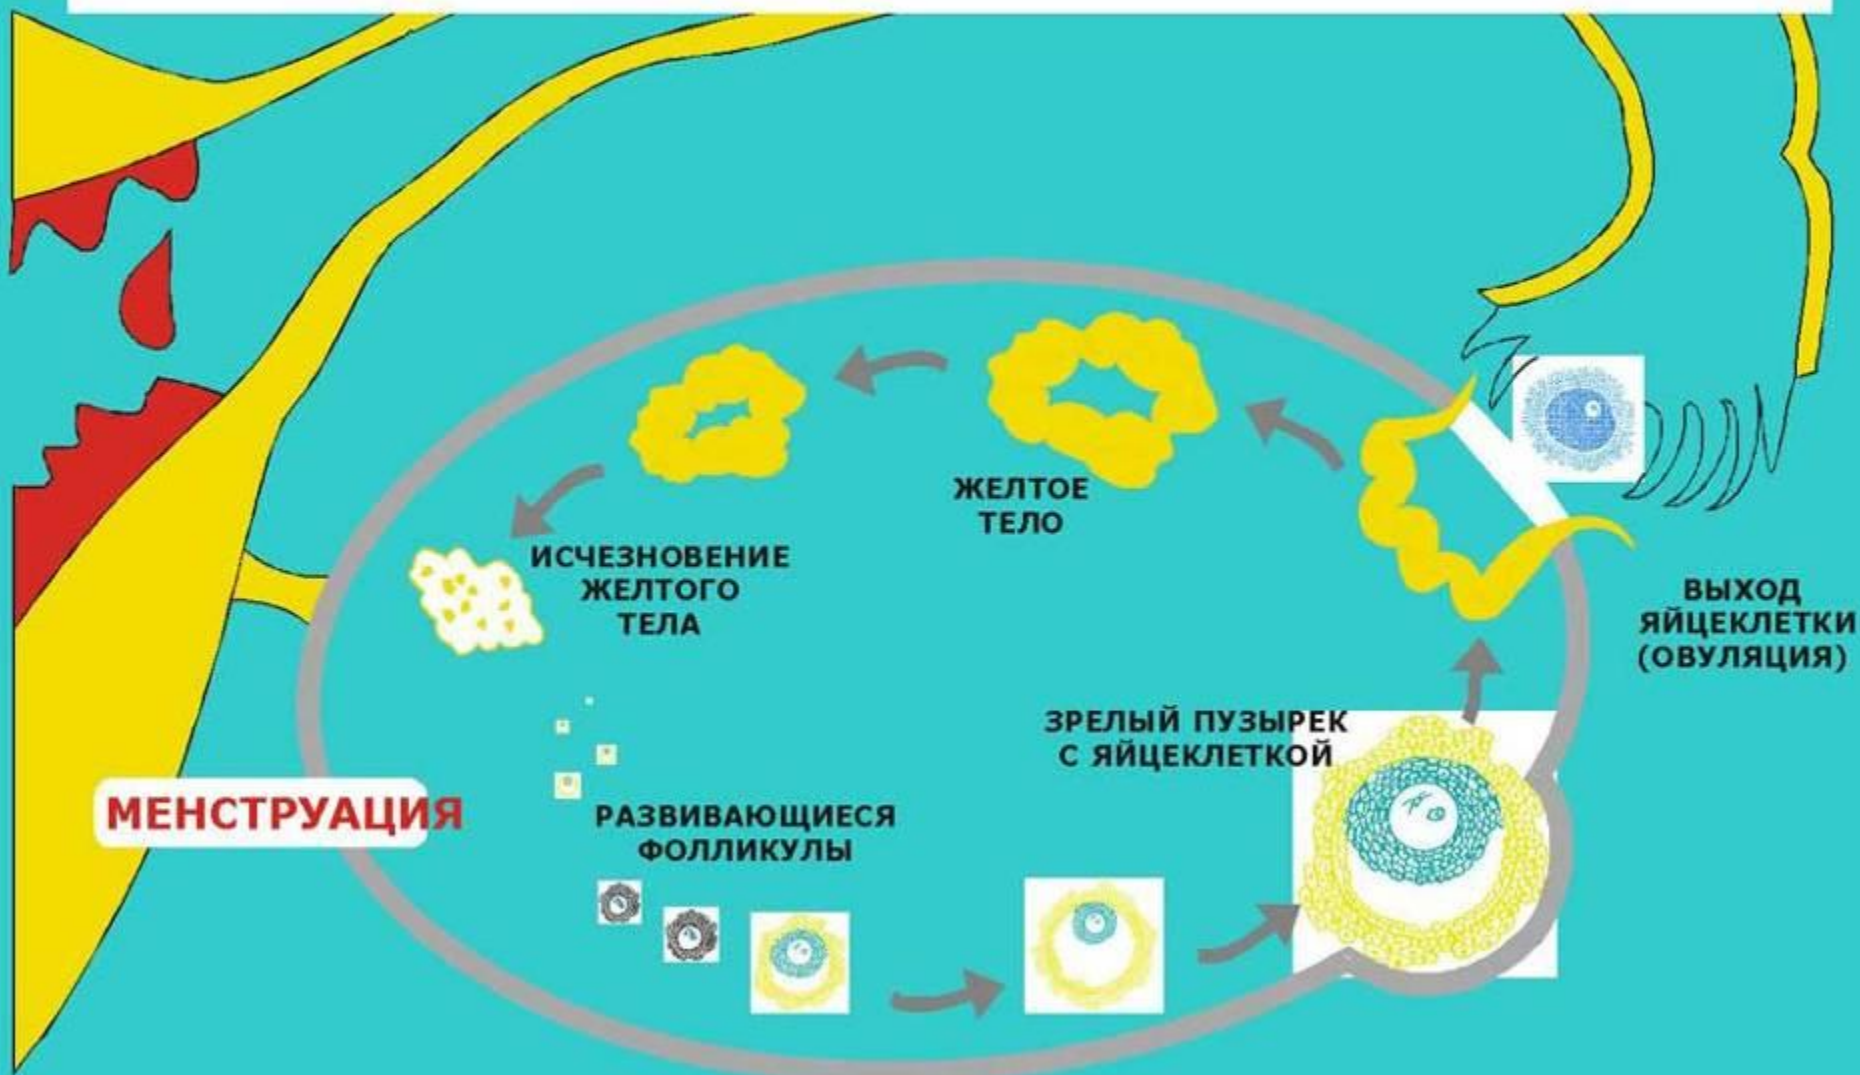 ЖЕЛТОЕ
ТЕЛО
ИСЧЕЗНОВЕНИЕ
ЖЕЛТОГО
ТЕЛА
ВЫХОД
ЯЙЦЕКЛЕТКИ
(ОВУЛЯЦИЯ)
ЗРЕЛЫЙ ПУЗЫРЕК
С ЯЙЦЕКЛЕТКОЙ
МЕНСТРУАЦИЯ
РАЗВИВАЮЩИЕСЯ
ФОЛЛИКУЛЫ